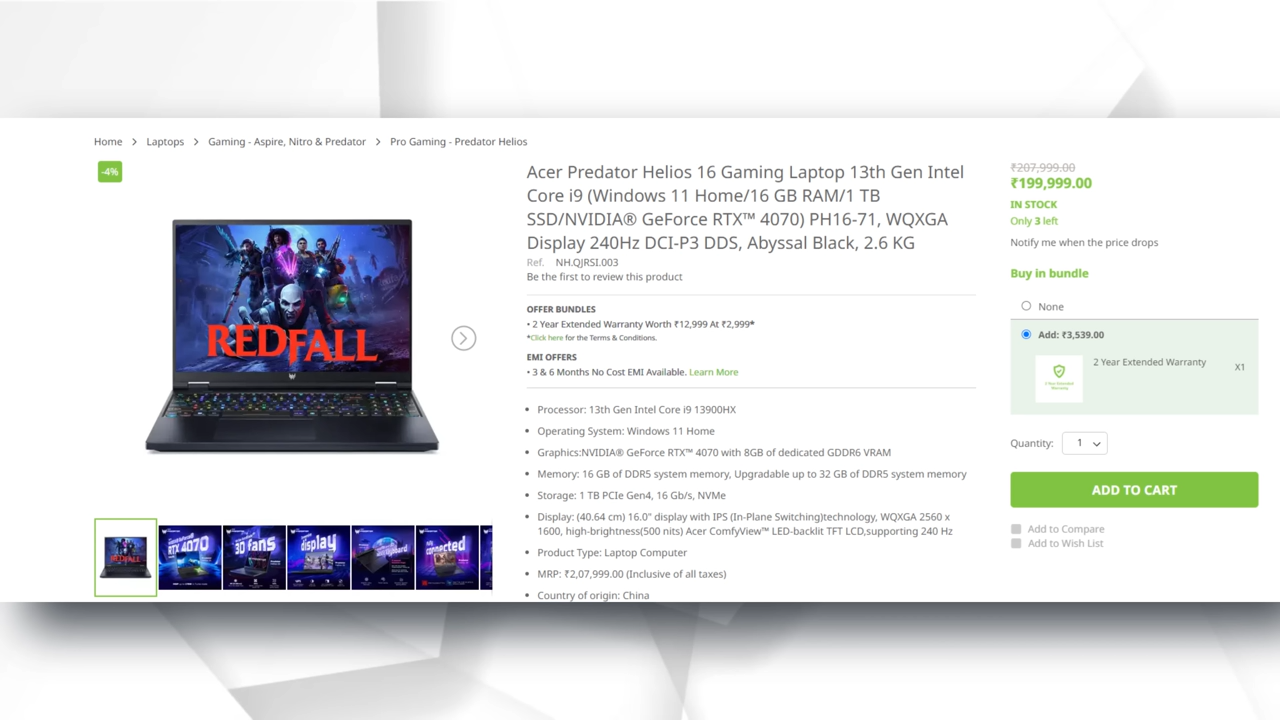 Home > Laptops > Gaming - Aspire, Nitro & Predator > Pro Gaming - Predator Helios
-4%
REDFALL
RTX 4070
3D fans
display
connected
Acer Predator Helios 16 Gaming Laptop 13th Gen Intel
Core i9 (Windows 11 Home/16 GB RAM/1 TB
SSD/NVIDIA® GeForce RTX™ 4070) PH16-71, WQXGA
Display 240Hz DCI-P3 DDS, Abyssal Black, 2.6 KG
Ref. NH.QJRSI.003
Be the first to review this product
OFFER BUNDLES
• 2 Year Extended Warranty Worth ₹12,999 At ₹2,999*
*Click here for the Terms & Conditions.
EMI OFFERS
• 3 & 6 Months No Cost EMI Available. Learn More
• Processor: 13th Gen Intel Core i9 13900HX
• Operating System: Windows 11 Home
• Graphics:NVIDIA® GeForce RTX™ 4070 with 8GB of dedicated GDDR6 VRAM
• Memory: 16 GB of DDR5 system memory, Upgradable up to 32 GB of DDR5 system memory
• Storage: 1 TB PCIe Gen4, 16 Gb/s, NVMe
• Display: (40.64 cm) 16.0" display with IPS (In-Plane Switching)technology, WQXGA 2560 x
1600, high-brightness(500 nits) Acer ComfyView™ LED-backlit TFT LCD,supporting 240 Hz
• Product Type: Laptop Computer
• MRP: ₹2,07,999.00 (Inclusive of all taxes)
• Country of origin: China
₹207,999.00
₹199,999.00
IN STOCK
Only 3 left
Notify me when the price drops
Buy in bundle
None
Add: ₹3,539.00
2 Year Extended
Warranty
2 Year Extended Warranty
X1
Quantity: 1
ADD TO CART
Add to Compare
Add to Wish List